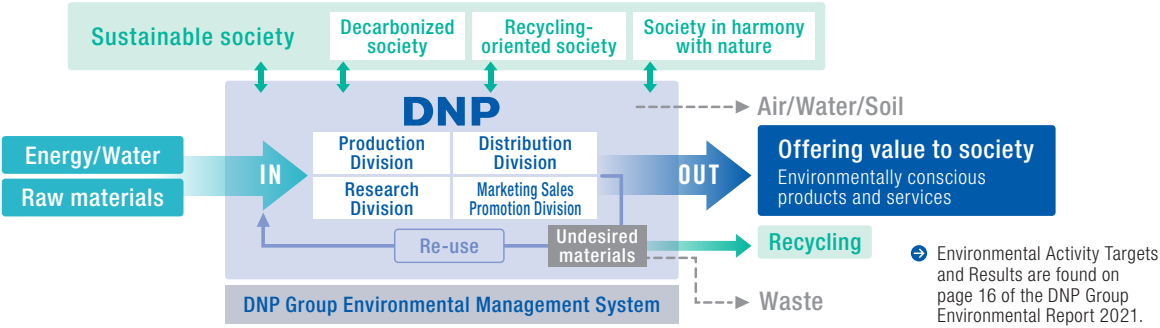 Sustainable society
Decarbonized
society
Recycling-
oriented society
Society in harmony
with nature
DNP
Air/Water/Soil
Energy/Water
Raw materials
IN
Production
Division
Distribution
Division
Research
Division
Marketing Sales
Promotion Division
OUT
Offering value to society
Environmentally conscious
products and services
Re-use
Undesired
materials
Recycling
Waste
DNP Group Environmental Management System
Environmental Activity Targets
and Results are found on
page 16 of the DNP Group
Environmental Report 2021.